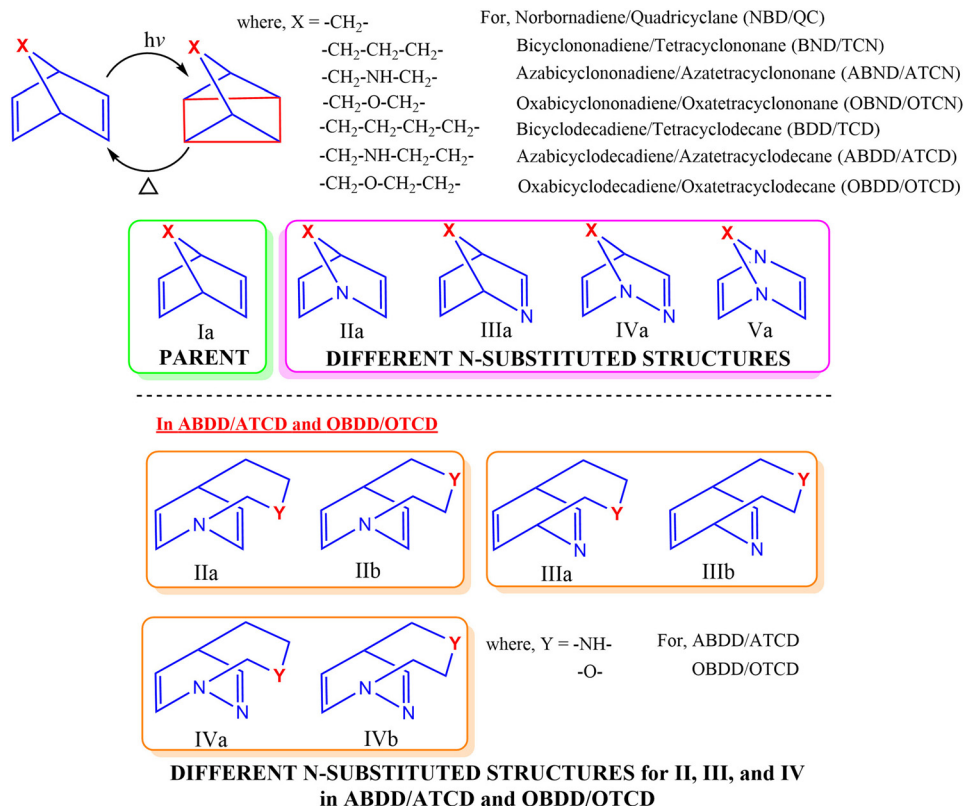 where, X = -CH₂-
For, Norbornadiene/Quadricyclane (NBD/QC)
-CH₂-CH₂-CH₂-
Bicyclononadiene/Tetracyclononane (BND/TCN)
-CH₂-NH-CH₂-
Azabicyclononadiene/Azatetracyclononane (ABND/ATCN)
-CH₂-O-CH₂-
Oxabicyclononadiene/Oxatetracyclononane (OBND/OTCN)
-CH₂-CH₂-CH₂-CH₂-
Bicyclodecadiene/Tetracyclodecane (BDD/TCD)
-CH₂-NH-CH₂-CH₂-
Azabicyclodecadiene/Azatetracyclodecane (ABDD/ATCD)
-CH₂-O-CH₂-CH₂-
Oxabicyclodecadiene/Oxatetracyclodecane (OBDD/OTCD)
X
hν
X
△
X
Ia
PARENT
X
N
IIa
X
N
IIIa
X
N
N
IVa
X
N
N
Va
DIFFERENT N-SUBSTITUTED STRUCTURES
In ABDD/ATCD and OBDD/OTCD
N
Y
IIa
N
Y
IIb
Y
N
IIIa
Y
N
IIIb
N
Y
N
IVa
N
Y
N
IVb
where, Y = -NH-
For, ABDD/ATCD
-O-
OBDD/OTCD
DIFFERENT N-SUBSTITUTED STRUCTURES for II, III, and IV
in ABDD/ATCD and OBDD/OTCD